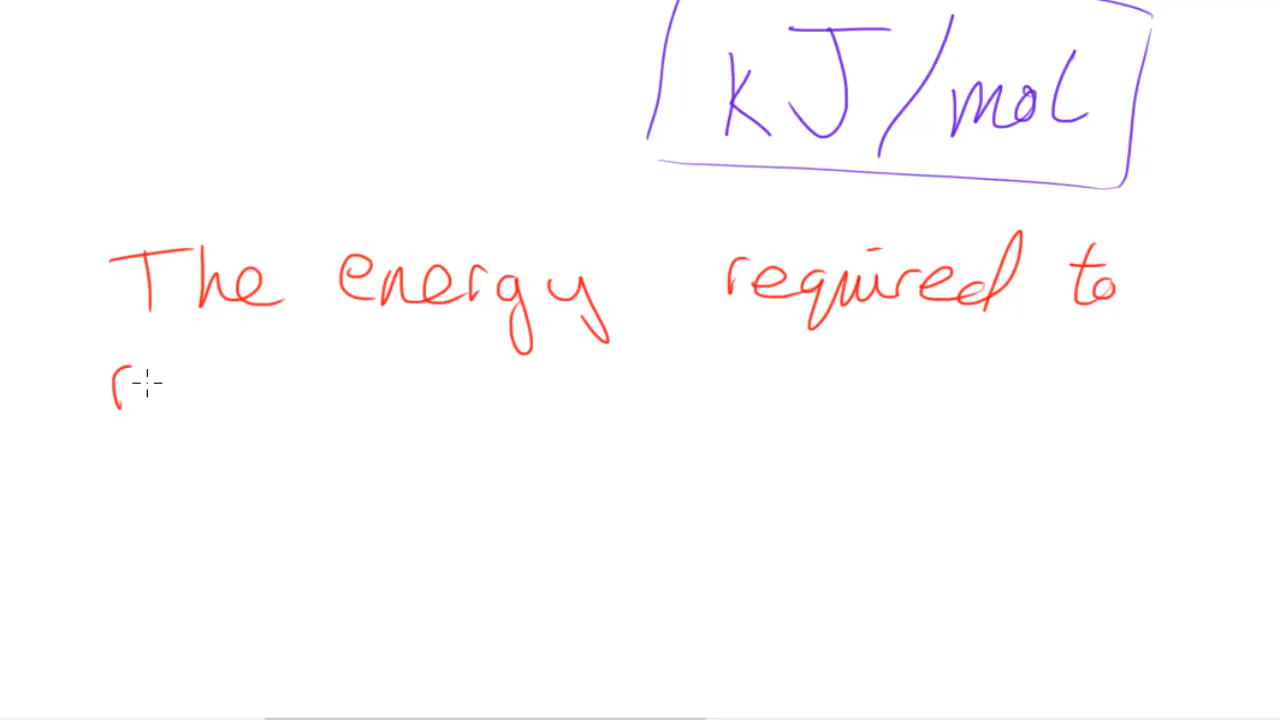 kJ/mol
The energy required to
r